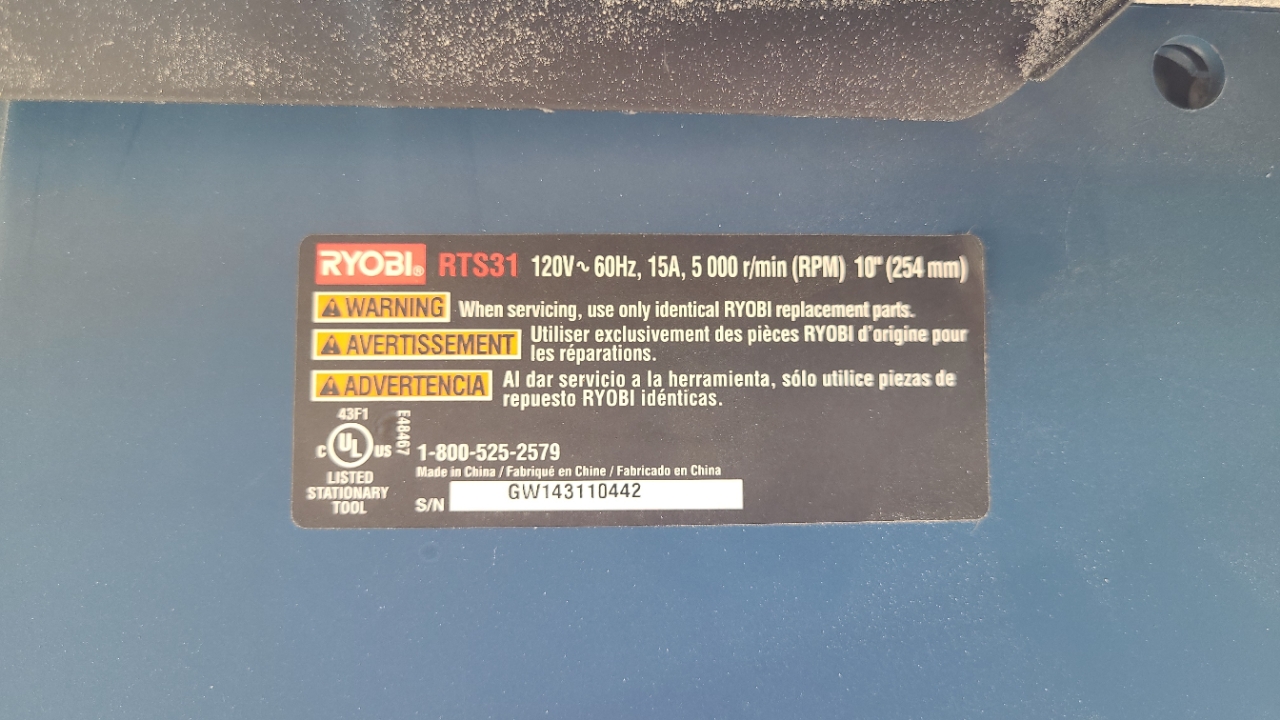 RYOBI® RTS31 120V~ 60Hz, 15A, 5 000 r/min (RPM) 10" (254 mm)
⚠ WARNING When servicing, use only identical RYOBI replacement parts.
⚠ AVERTISSEMENT Utiliser exclusivement des pièces RYOBI d'origine pour
les réparations.
⚠ ADVERTENCIA Al dar servicio a la herramienta, sólo utilice piezas de
repuesto RYOBI idénticas.
43F1
E48467
C UL US
LISTED
STATIONARY
TOOL
1-800-525-2579
Made in China / Fabriqué en Chine / Fabricado en China
S/N GW143110442